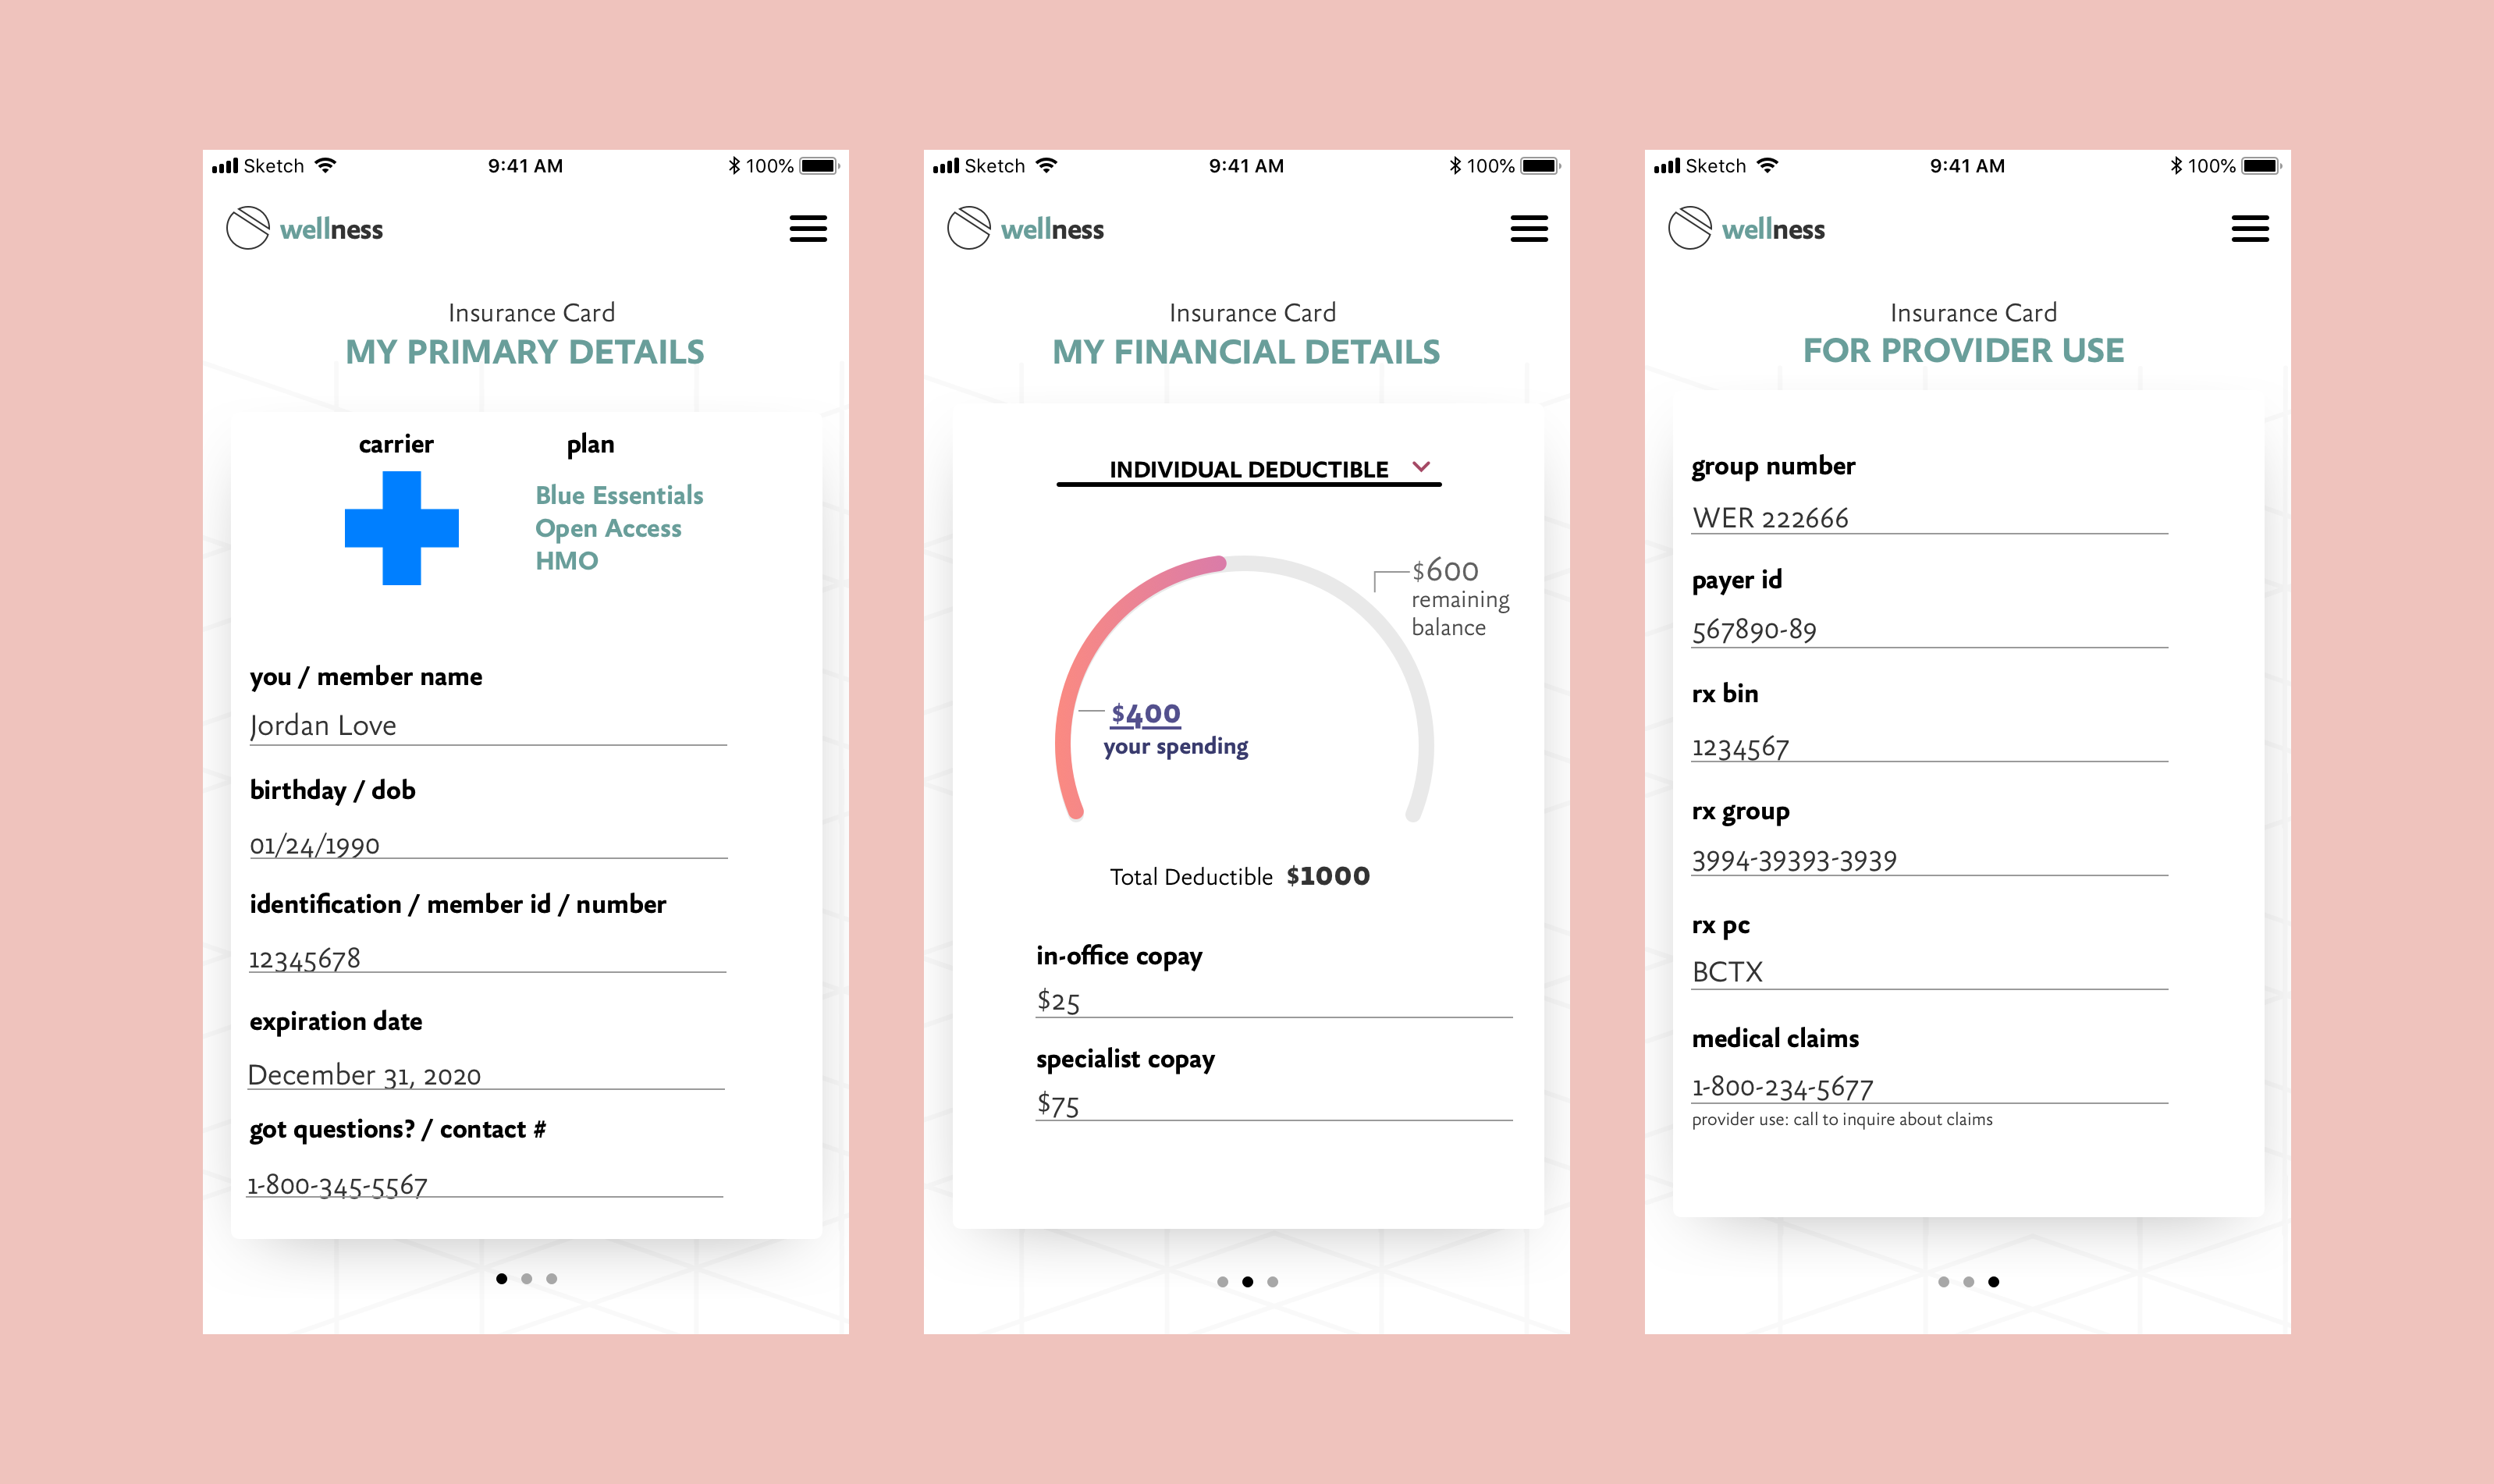 Sketch 9:41 AM 100%
wellness
Insurance Card
MY PRIMARY DETAILS
carrier plan
Blue Essentials
Open Access
HMO
you / member name
Jordan Love
birthday / dob
01/24/1990
identification / member id / number
12345678
expiration date
December 31, 2020
got questions? / contact #
1-800-345-5567
Sketch 9:41 AM 100%
wellness
Insurance Card
MY FINANCIAL DETAILS
INDIVIDUAL DEDUCTIBLE
$600
remaining
balance
$400
your spending
Total Deductible $1000
in-office copay
$25
specialist copay
$75
Sketch 9:41 AM 100%
wellness
Insurance Card
FOR PROVIDER USE
group number
WER 222666
payer id
567890-89
rx bin
1234567
rx group
3994-39393-3939
rx pc
BCTX
medical claims
1-800-234-5677
provider use: call to inquire about claims